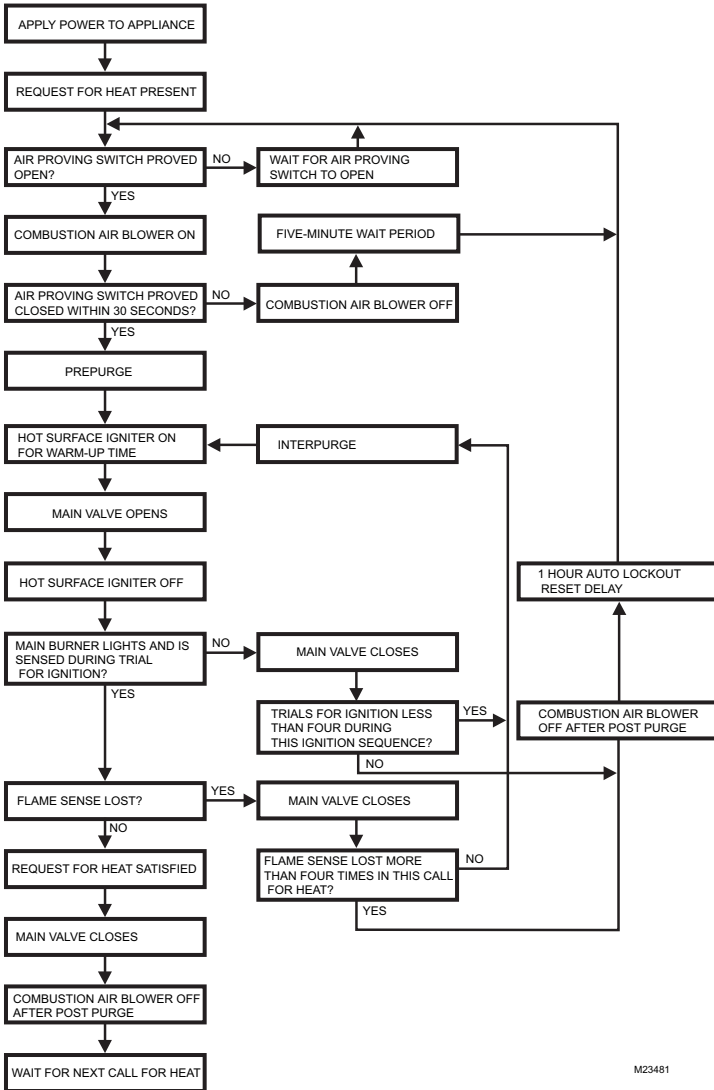 APPLY POWER TO APPLIANCE
REQUEST FOR HEAT PRESENT
AIR PROVING SWITCH PROVED
OPEN?
NO
WAIT FOR AIR PROVING
SWITCH TO OPEN
YES
COMBUSTION AIR BLOWER ON
FIVE-MINUTE WAIT PERIOD
AIR PROVING SWITCH PROVED
CLOSED WITHIN 30 SECONDS?
NO
COMBUSTION AIR BLOWER OFF
YES
PREPURGE
HOT SURFACE IGNITER ON
FOR WARM-UP TIME
INTERPURGE
MAIN VALVE OPENS
HOT SURFACE IGNITER OFF
1 HOUR AUTO LOCKOUT
RESET DELAY
MAIN BURNER LIGHTS AND IS
SENSED DURING TRIAL
FOR IGNITION?
NO
MAIN VALVE CLOSES
YES
TRIALS FOR IGNITION LESS
THAN FOUR DURING
THIS IGNITION SEQUENCE?
YES
NO
COMBUSTION AIR BLOWER
OFF AFTER POST PURGE
FLAME SENSE LOST?
YES
MAIN VALVE CLOSES
NO
REQUEST FOR HEAT SATISFIED
FLAME SENSE LOST MORE
THAN FOUR TIMES IN THIS CALL
FOR HEAT?
NO
YES
MAIN VALVE CLOSES
COMBUSTION AIR BLOWER OFF
AFTER POST PURGE
WAIT FOR NEXT CALL FOR HEAT
M23481